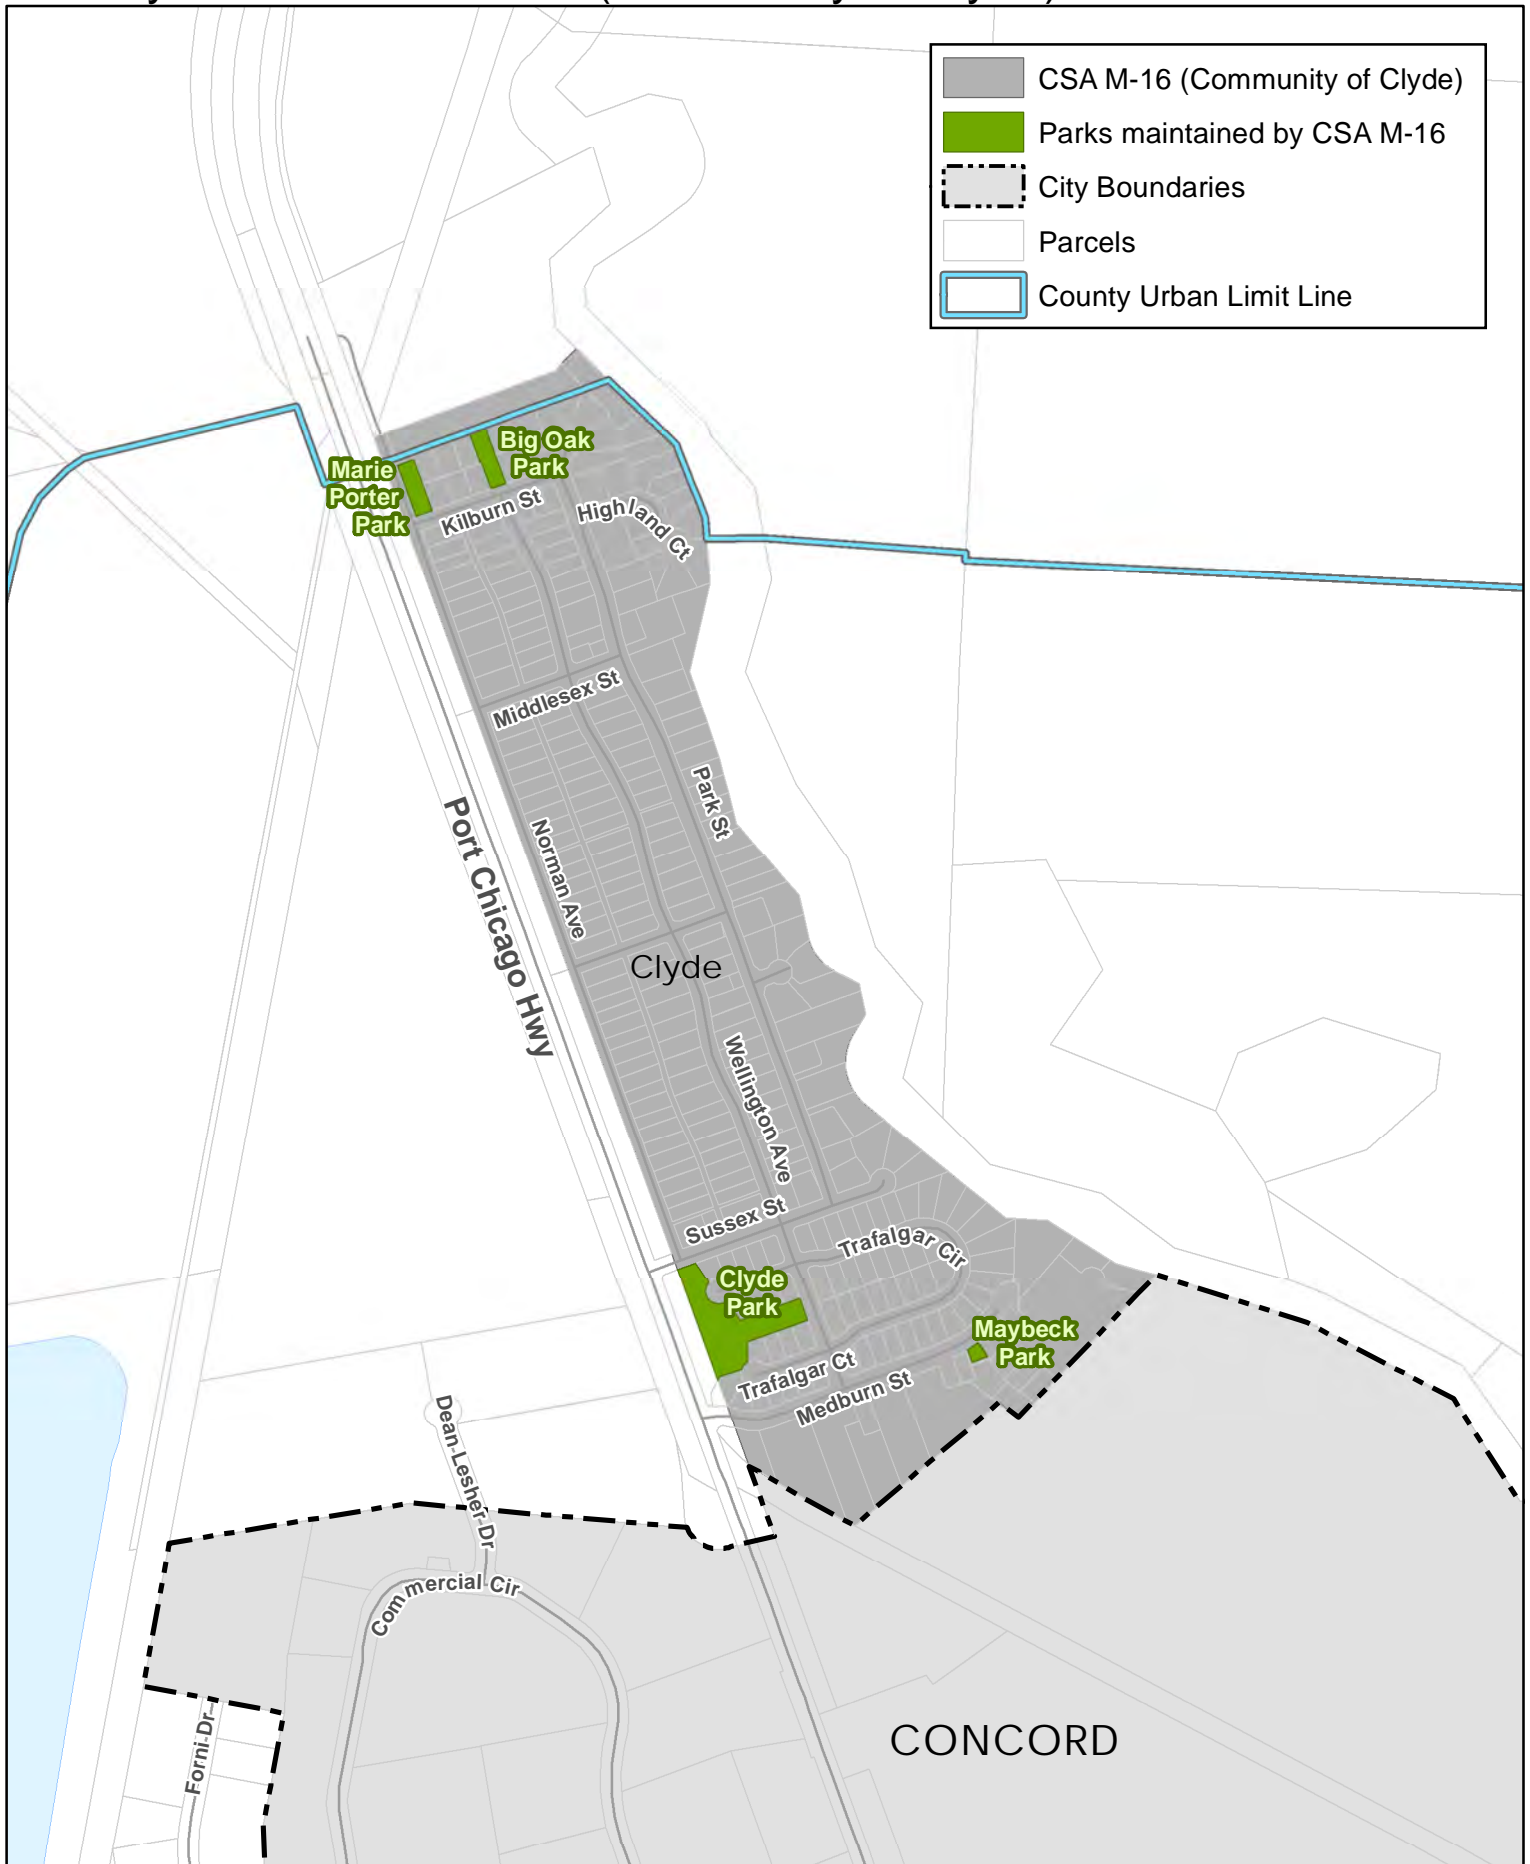 CSA M-16 (Community of Clyde)
Parks maintained by CSA M-16
City Boundaries
Parcels
County Urban Limit Line
Big Oak
Park
Marie
Porter
Park
Kilburn St
Highland Ct
Middlesex St
Park St
Port Chicago Hwy
Norman Ave
Clyde
Wellington Ave
Sussex St
Trafalgar Cir
Clyde
Park
Maybeck
Park
Trafalgar Ct
Medburn St
Dean Lesher Dr
Commercial Cir
Forni Dr
CONCORD